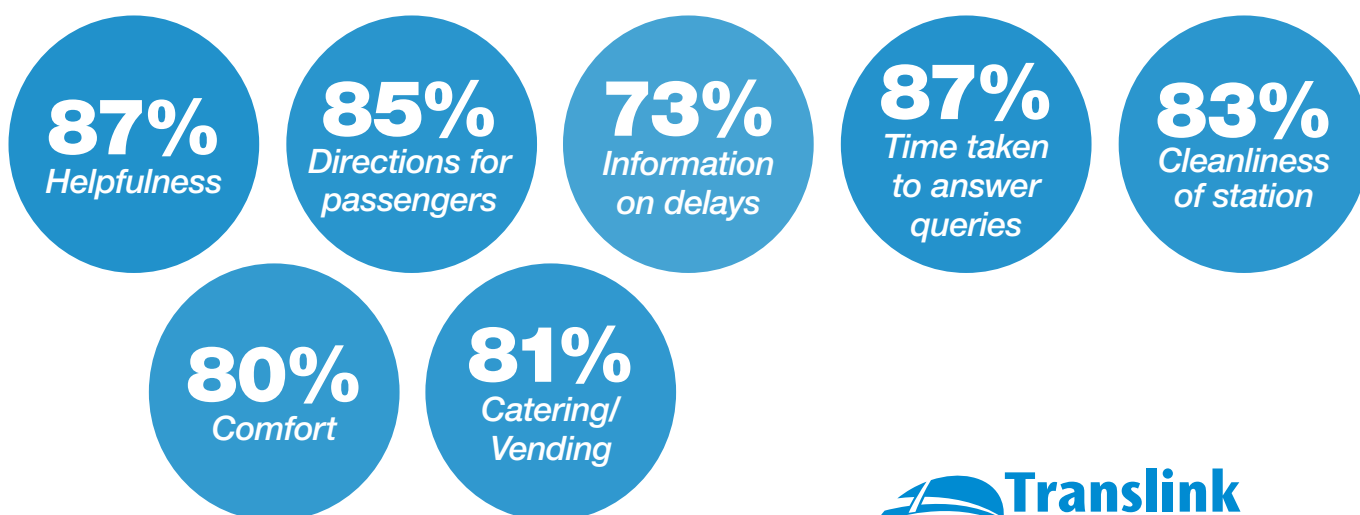 87%
Helpfulness
85%
Directions for
passengers
73%
Information
on delays
87%
Time taken
to answer
queries
83%
Cleanliness
of station
80%
Comfort
81%
Catering/
Vending
Translink